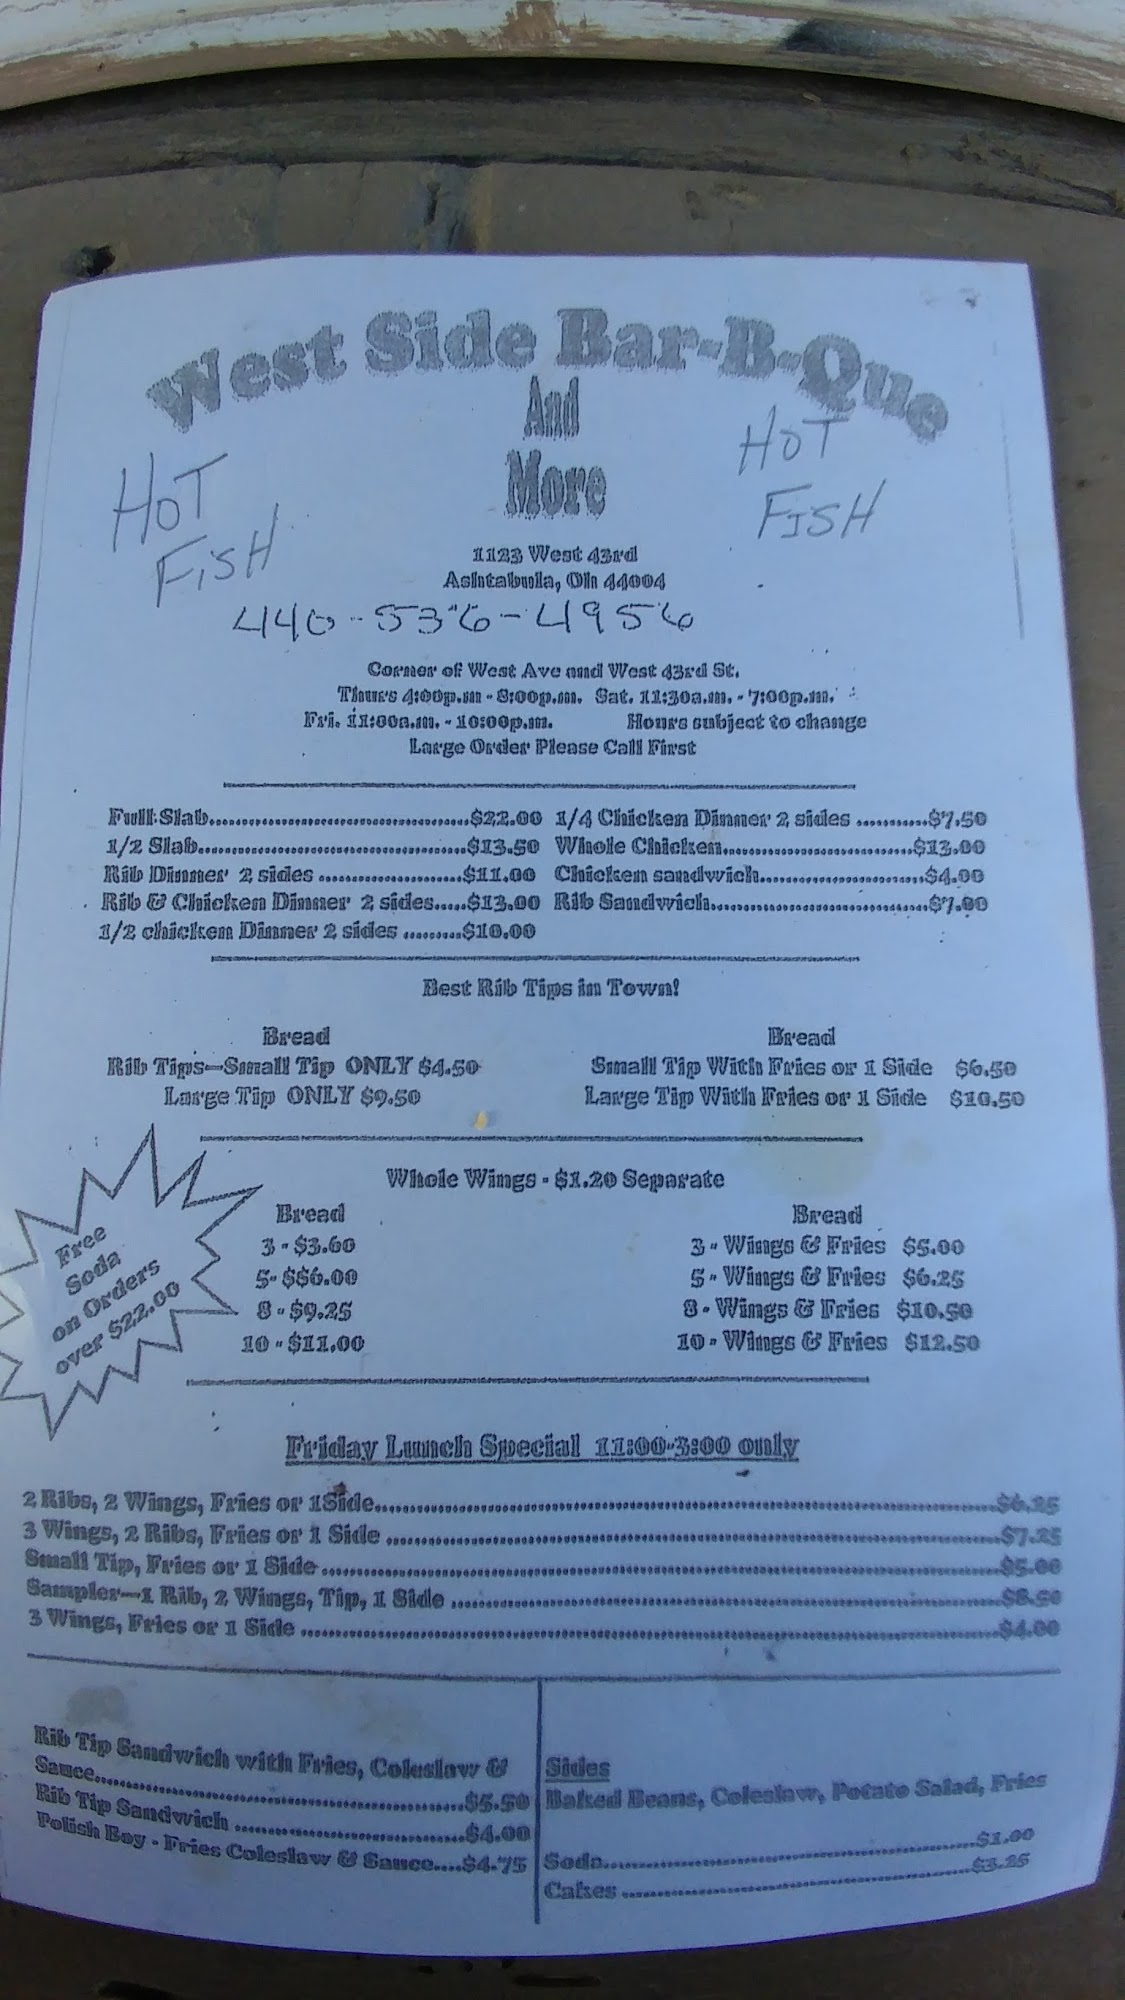 West Side Bar-B-Que
And
More
HOT
FISH
HOT
FISH
1123 West 43rd
Ashtabula, Oh 44004
440-536-4956
Corner of West Ave and West 43rd St.
Thurs 4:00p.m - 8:00p.m. Sat. 11:30a.m. - 7:00p.m.
Fri. 11:00a.m. - 10:00p.m. Hours subject to change
Large Order Please Call First
Full Slab.....$22.00 1/4 Chicken Dinner 2 sides .....$7.50
1/2 Slab.....$13.50 Whole Chicken.....$13.00
Rib Dinner 2 sides .....$11.00 Chicken sandwich.....$4.00
Rib & Chicken Dinner 2 sides.....$13.00 Rib Sandwich.....$7.00
1/2 chicken Dinner 2 sides .....$10.00
Best Rib Tips in Town!
Bread Bread
Rib Tips—Small Tip ONLY $4.50 Small Tip With Fries or 1 Side $6.50
Large Tip ONLY $9.50 Large Tip With Fries or 1 Side $10.50
Whole Wings - $1.20 Separate
Bread Bread
3 - $3.60 3 - Wings & Fries $5.00
5- $$6.00 5 - Wings & Fries $6.25
8 - $9.25 8 - Wings & Fries $10.50
10 - $11.00 10 - Wings & Fries $12.50
Free
Soda
on Orders
over $22.00
Friday Lunch Special 11:00-3:00 only
2 Ribs, 2 Wings, Fries or 1Side.....$6.25
3 Wings, 2 Ribs, Fries or 1 Side .....$7.25
Small Tip, Fries or 1 Side .....$5.00
Sampler—1 Rib, 2 Wings, Tip, 1 Side .....$8.50
3 Wings, Fries or 1 Side .....$4.00
Rib Tip Sandwich with Fries, Coleslaw &
Sauce.....$5.50
Rib Tip Sandwich .....$4.00
Polish Boy - Fries Coleslaw & Sauce....$4.75
Sides
Baked Beans, Coleslaw, Potato Salad, Fries
Soda.....$1.00
Cakes .....$3.25